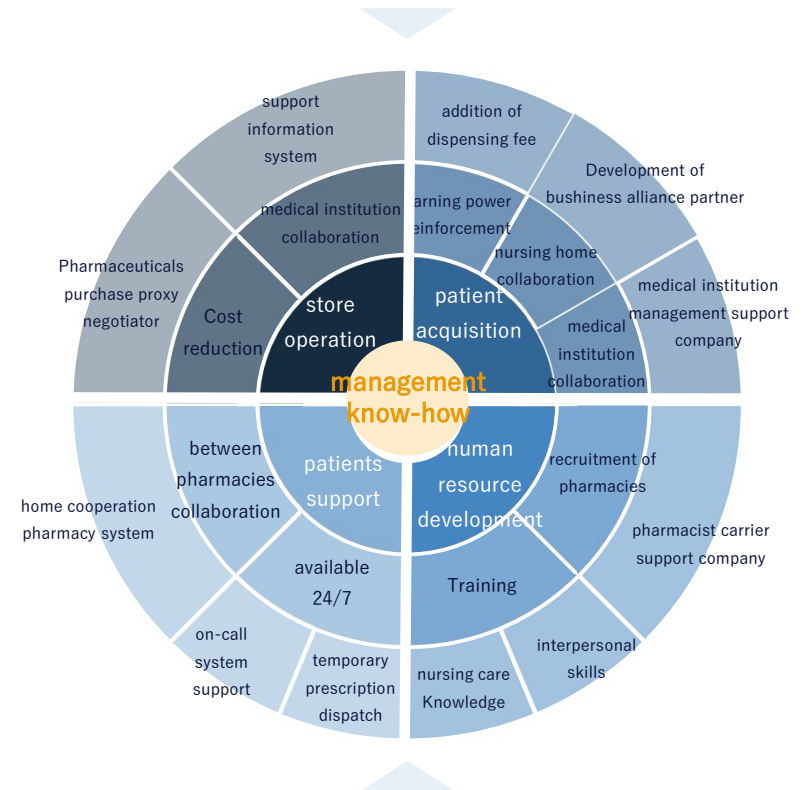 support
information
system
addition of
dispensing fee
Development of
bushiness alliance partner
medical institution
collaboration
arning power
einforcement
nursing home
collaboration
Pharmaceuticals
purchase proxy
negotiator
Cost
reduction
store
operation
patient
acquisition
medical
institution
collaboration
medical institution
management support
company
management
know-how
between
pharmacies
collaboration
patients
support
human
resource
development
recruitment of
pharmacies
home cooperation
pharmacy system
pharmacist carrier
support company
available
24/7
Training
on-call
system
support
temporary
prescription
dispatch
nursing care
Knowledge
interpersonal
skills